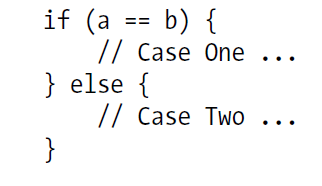 if (a == b) {
    // Case One ...
} else {
    // Case Two ...
}